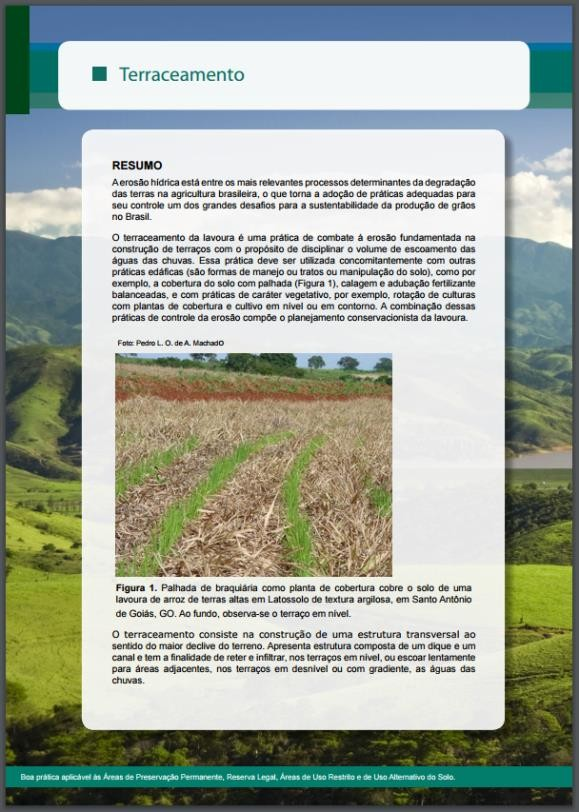 Terraceamento
RESUMO
A erosão hídrica está entre os mais relevantes processos determinantes da degradação
das terras na agricultura brasileira, o que torna a adoção de práticas adequadas para
seu controle um dos grandes desafios para a sustentabilidade da produção de grãos
no Brasil.
O terraceamento da lavoura é uma prática de combate à erosão fundamentada na
construção de terraços com o propósito de disciplinar o volume de escoamento das
águas das chuvas. Essa prática deve ser utilizada concomitantemente com outras
práticas edáficas (são formas de manejo ou tratos ou manipulação do solo), como por
exemplo, a cobertura do solo com palhada (Figura 1), calagem e adubação fertilizante
balanceadas, e com práticas de caráter vegetativo, por exemplo, rotação de culturas
com plantas de cobertura e cultivo em nível ou em contorno. A combinação dessas
práticas de controle da erosão compõe o planejamento conservacionista da lavoura.
Foto: Pedro L. O. de A. MachadO
Figura 1. Palhada de braquiária como planta de cobertura cobre o solo de uma
lavoura de arroz de terras altas em Latossolo de textura argilosa, em Santo Antônio
de Goiás, GO. Ao fundo, observa-se o terraço em nível.
O terraceamento consiste na construção de uma estrutura transversal ao
sentido do maior declive do terreno. Apresenta estrutura composta de um dique e um
canal e tem a finalidade de reter e infiltrar, nos terraços em nível, ou escoar lentamente
para áreas adjacentes, nos terraços em desnível ou com gradiente, as águas das
chuvas.
Boa prática aplicável às Áreas de Preservação Permanente, Reserva Legal, Áreas de Uso Restrito e de Uso Alternativo do Solo.